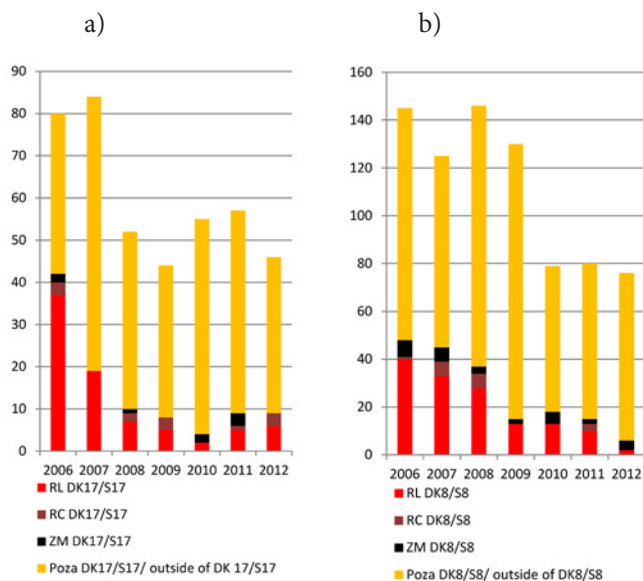 a)
90
80
70
60
50
40
30
20
10
0
2006 2007 2008 2009 2010 2011 2012
RL DK17/S17
RC DK17/S17
ZM DK17/S17
Poza DK17/S17/ outside of DK 17/S17
b)
160
140
120
100
80
60
40
20
0
2006 2007 2008 2009 2010 2011 2012
RL DK8/S8
RC DK8/S8
ZM DK8/S8
Poza DK8/S8/ outside of DK8/S8